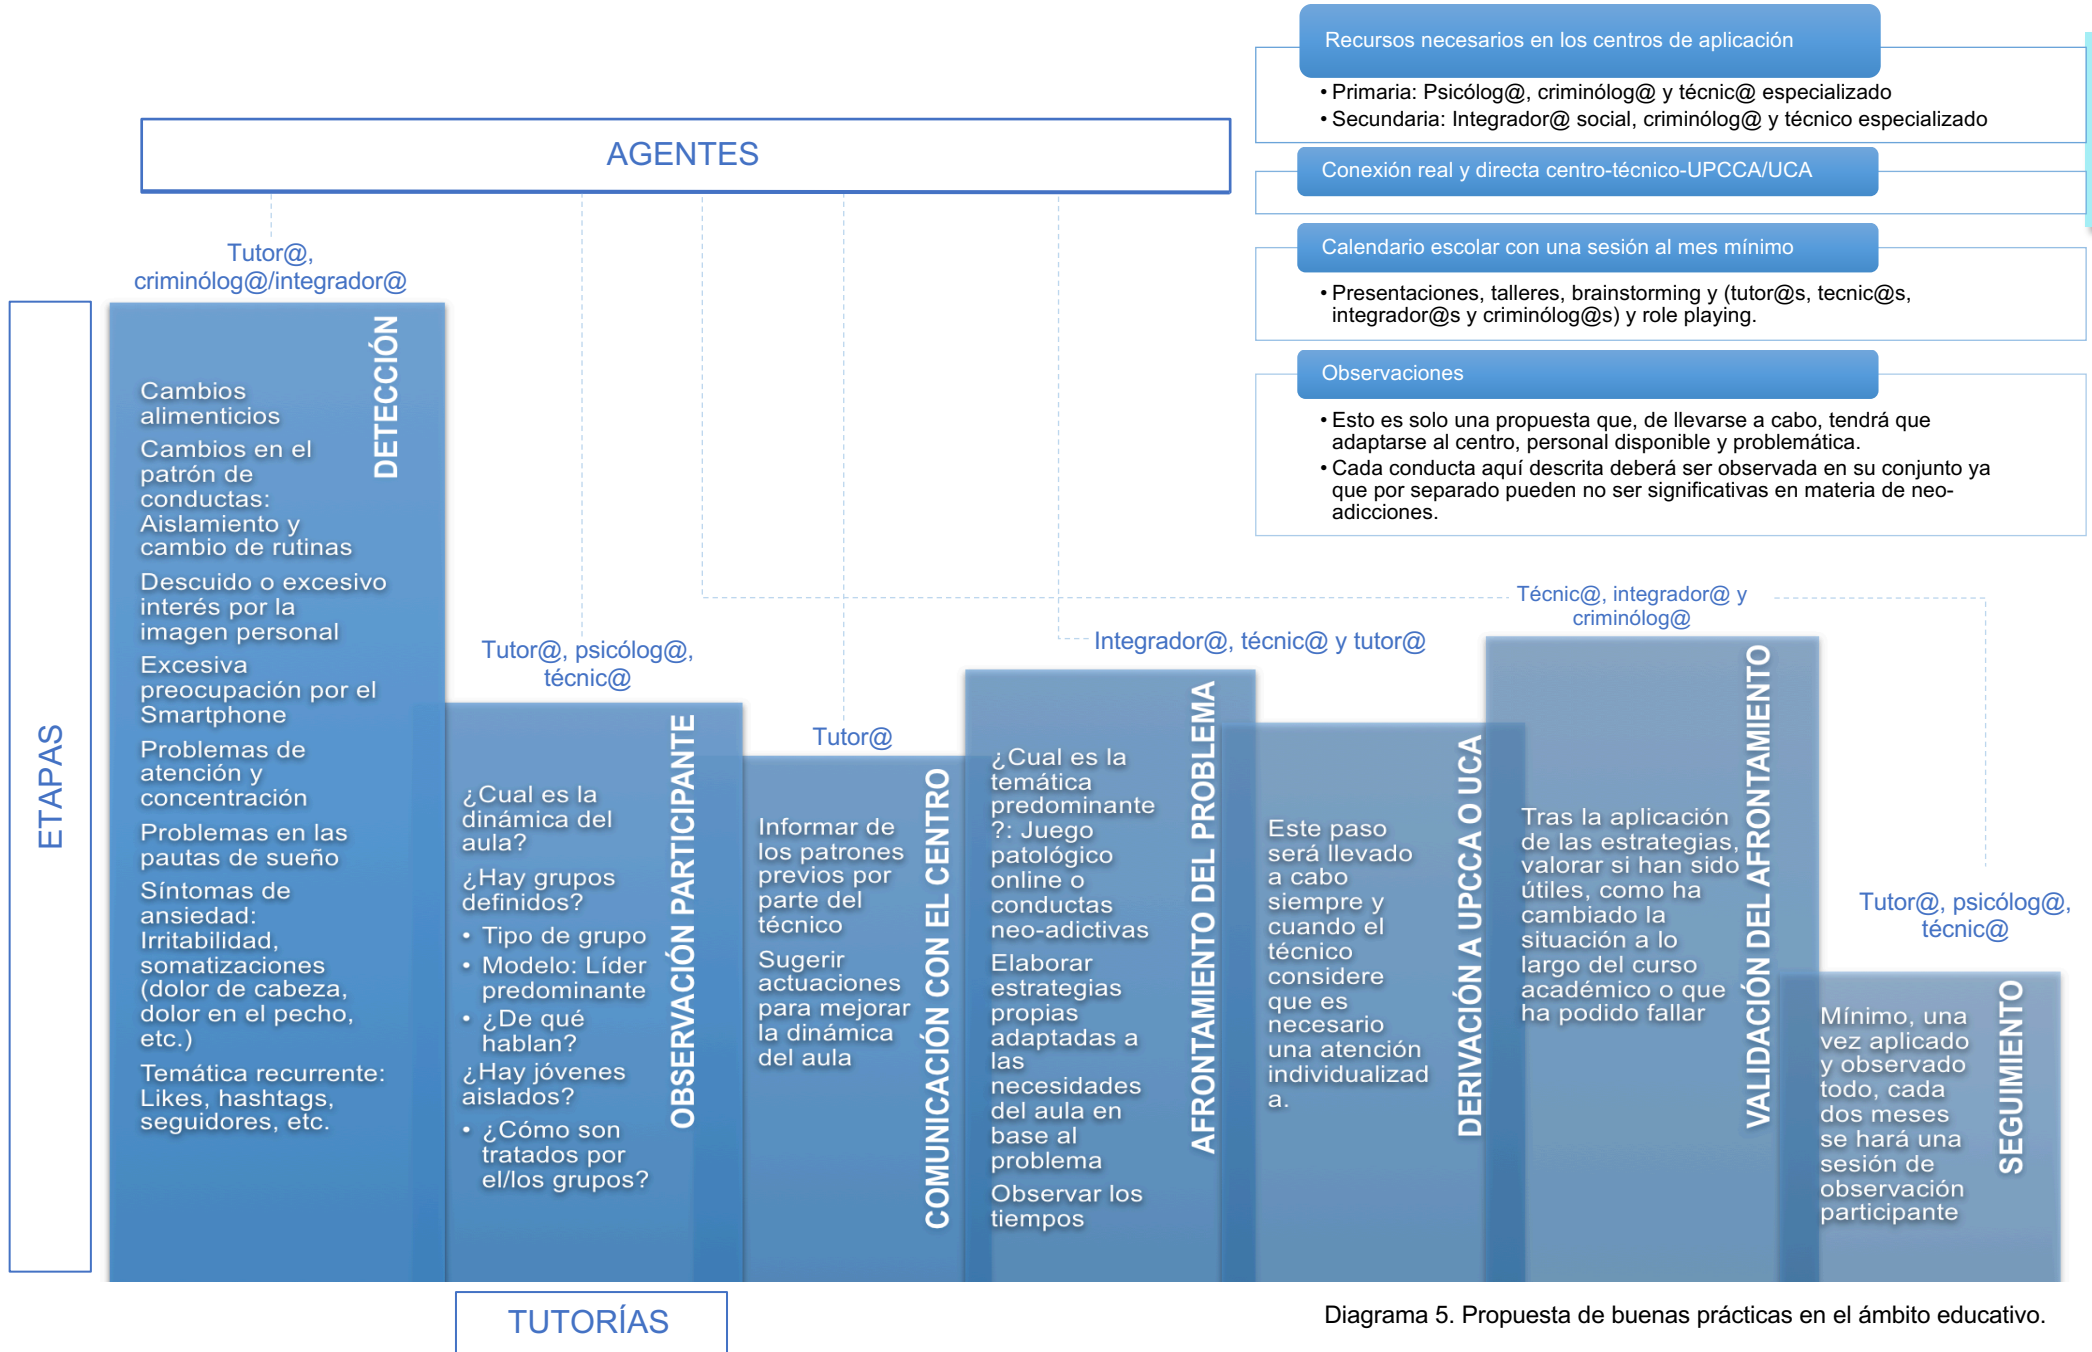 Recursos necesarios en los centros de aplicación
• Primaria: Psicólog@, criminólog@ y técnic@ especializado
• Secundaria: Integrador@ social, criminólog@ y técnico especializado
Conexión real y directa centro-técnico-UPCCA/UCA
Calendario escolar con una sesión al mes mínimo
• Presentaciones, talleres, brainstorming y (tutor@s, tecnic@s,
integrador@s y criminólog@s) y role playing.
Observaciones
• Esto es solo una propuesta que, de llevarse a cabo, tendrá que
adaptarse al centro, personal disponible y problemática.
• Cada conducta aquí descrita deberá ser observada en su conjunto ya
que por separado pueden no ser significativas en materia de neo-
adicciones.
AGENTES
ETAPAS
Tutor@,
criminólog@/integrador@
DETECCIÓN
Cambios
alimenticios
Cambios en el
patrón de
conductas:
Aislamiento y
cambio de rutinas
Descuido o excesivo
interés por la
imagen personal
Excesiva
preocupación por el
Smartphone
Problemas de
atención y
concentración
Problemas en las
pautas de sueño
Síntomas de
ansiedad:
Irritabilidad,
somatizaciones
(dolor de cabeza,
dolor en el pecho,
etc.)
Temática recurrente:
Likes, hashtags,
seguidores, etc.
Tutor@, psicólog@,
técnic@
OBSERVACIÓN PARTICIPANTE
¿Cual es la
dinámica del
aula?
¿Hay grupos
definidos?
• Tipo de grupo
• Modelo: Líder
predominante
• ¿De qué
hablan?
¿Hay jóvenes
aislados?
• ¿Cómo son
tratados por
el/los grupos?
Tutor@
COMUNICACIÓN CON EL CENTRO
Informar de
los patrones
previos por
parte del
técnico
Sugerir
actuaciones
para mejorar
la dinámica
del aula
Integrador@, técnic@ y tutor@
AFRONTAMIENTO DEL PROBLEMA
¿Cual es la
temática
predominante
?: Juego
patológico
online o
conductas
neo-adictivas
Elaborar
estrategias
propias
adaptadas a
las
necesidades
del aula en
base al
problema
Observar los
tiempos
DERIVACIÓN A UPCCA O UCA
Este paso
será llevado
a cabo
siempre y
cuando el
técnico
considere
que es
necesario
una atención
individualizad
a.
Técnic@, integrador@ y
criminólog@
VALIDACIÓN DEL AFRONTAMIENTO
Tras la aplicación
de las estrategias,
valorar si han sido
útiles, como ha
cambiado la
situación a lo
largo del curso
académico o que
ha podido fallar
Tutor@, psicólog@,
técnic@
SEGUIMIENTO
Mínimo, una
vez aplicado
y observado
todo, cada
dos meses
se hará una
sesión de
observación
participante
TUTORÍAS
Diagrama 5. Propuesta de buenas prácticas en el ámbito educativo.